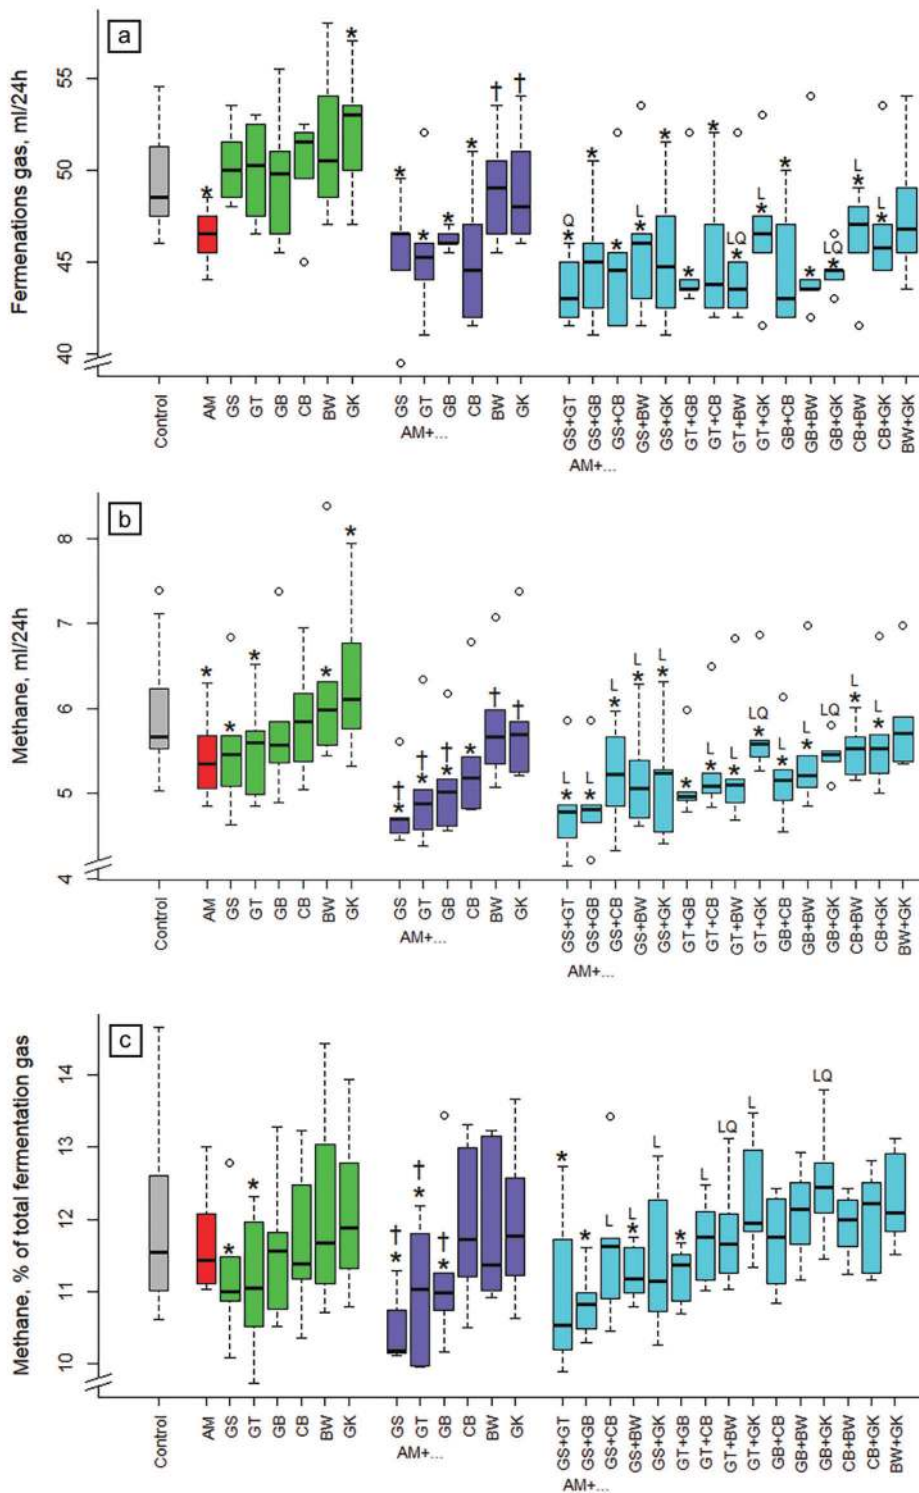 a
Fermenations gas, ml/24h
55
50
45
40
*
*
*
*
*
*
†
†
Q
*
*
*
L
*
*
*
*
LQ
*
L
*
*
*
LQ
*
L
*
L
*
Control
AM
GS
GT
GB
CB
BW
GK
GS
GT
GB
CB
BW
GK
AM+...
GS+GT
GS+GB
GS+CB
GS+BW
GS+GK
GT+GB
GT+CB
GT+BW
GT+GK
GB+CB
GB+BW
GB+GK
CB+BW
CB+GK
BW+GK
AM+...
b
Methane, ml/24h
8
7
6
5
4
*
*
*
*
*
†
*
†
*
†
*
*
†
†
L
*
L
*
L
*
L
*
L
*
*
L
*
L
*
LQ
*
L
*
L
*
LQ
L
*
L
*
Control
AM
GS
GT
GB
CB
BW
GK
GS
GT
GB
CB
BW
GK
AM+...
GS+GT
GS+GB
GS+CB
GS+BW
GS+GK
GT+GB
GT+CB
GT+BW
GT+GK
GB+CB
GB+BW
GB+GK
CB+BW
CB+GK
BW+GK
AM+...
c
Methane, % of total fermentation gas
14
13
12
11
10
*
*
†
*
†
*
†
*
*
*
L
L
*
L
*
L
LQ
L
LQ
Control
AM
GS
GT
GB
CB
BW
GK
GS
GT
GB
CB
BW
GK
AM+...
GS+GT
GS+GB
GS+CB
GS+BW
GS+GK
GT+GB
GT+CB
GT+BW
GT+GK
GB+CB
GB+BW
GB+GK
CB+BW
CB+GK
BW+GK
AM+...